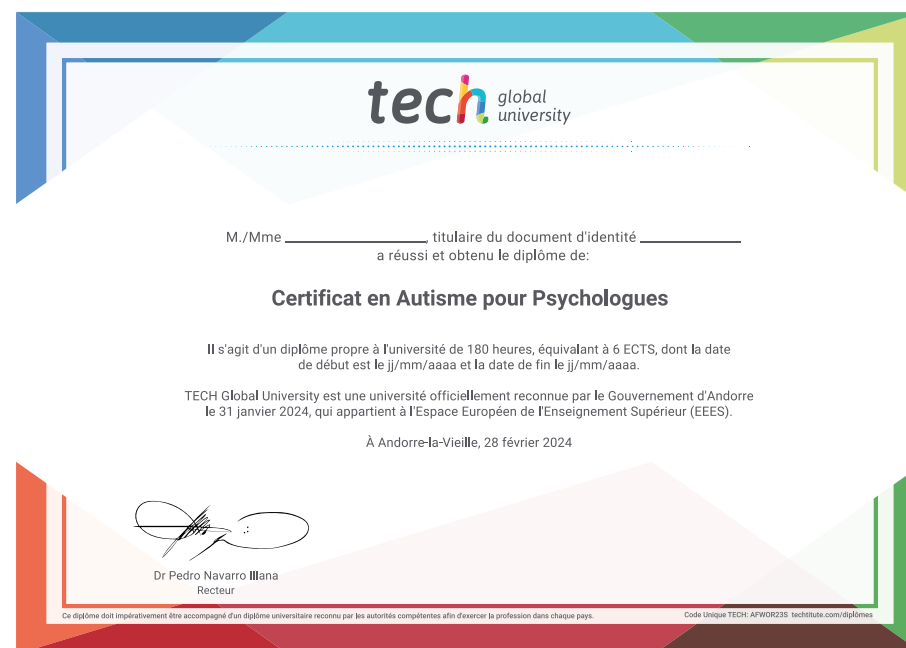 tech global university
M./Mme ____________________, titulaire du document d'identité ______________
a réussi et obtenu le diplôme de:
Certificat en Autisme pour Psychologues
Il s'agit d'un diplôme propre à l'université de 180 heures, équivalant à 6 ECTS, dont la date
de début est le jj/mm/aaaa et la date de fin le jj/mm/aaaa.
TECH Global University est une université officiellement reconnue par le Gouvernement d'Andorre
le 31 janvier 2024, qui appartient à l'Espace Européen de l'Enseignement Supérieur (EEES).
À Andorre-la-Vieille, 28 février 2024
Dr Pedro Navarro Illana
Recteur
Ce diplôme doit impérativement être accompagné d'un diplôme universitaire reconnu par les autorités compétentes afin d'exercer la profession dans chaque pays.
Code Unique TECH: AFWOR23S techtitute.com/diplômes